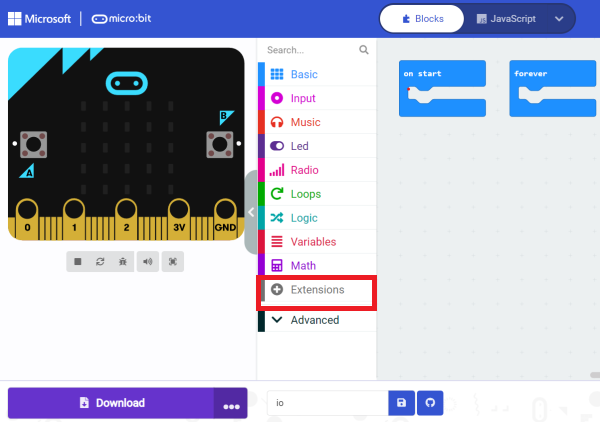 Microsoft micro:bit Blocks JavaScript
Search...
Basic
Input
Music
Led
Radio
Loops
Logic
Variables
Math
Extensions
Advanced
on start
forever
B
A
0 1 2 3V GND
Download
io